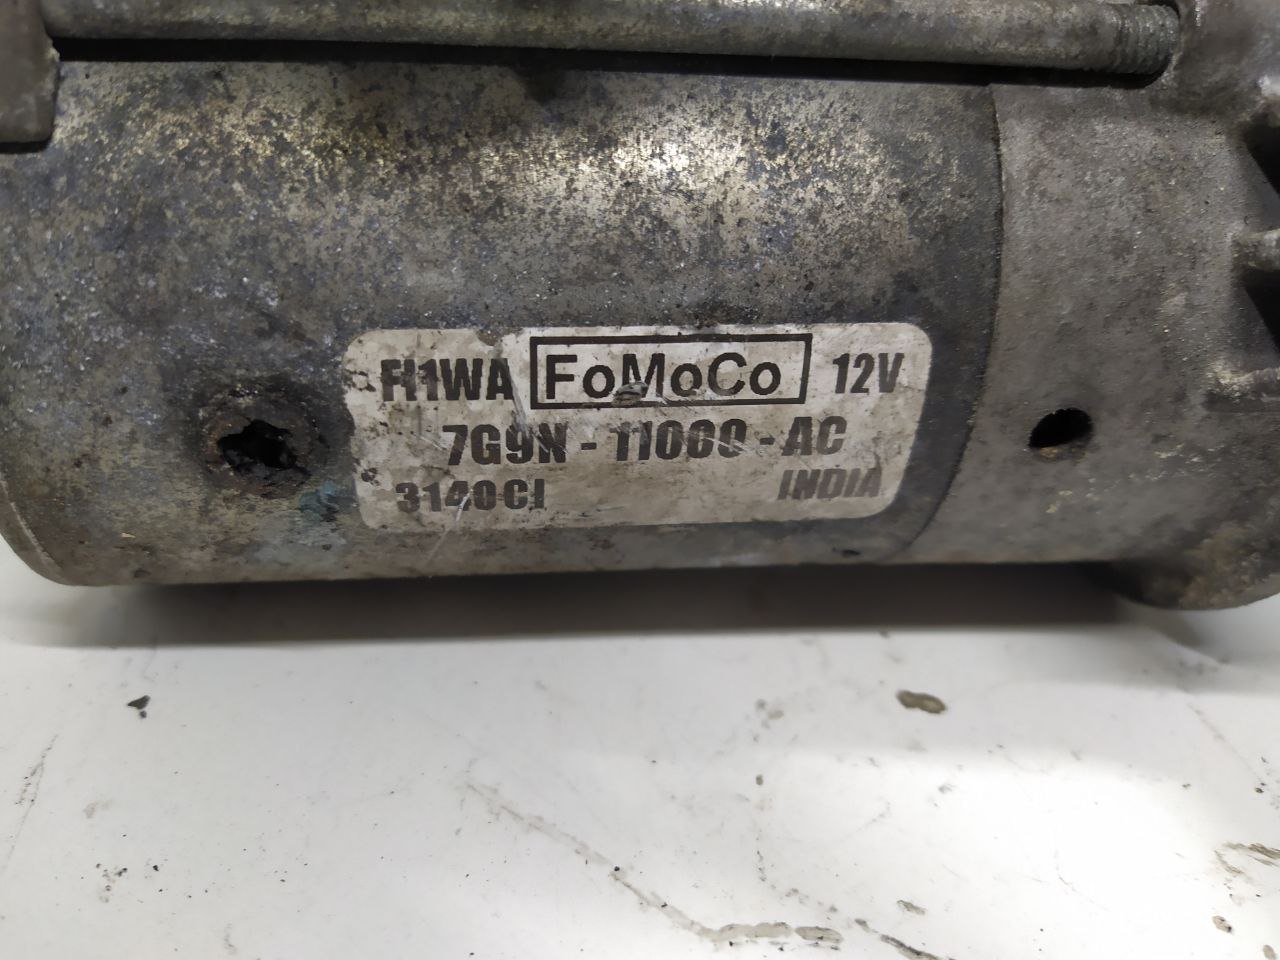 FI1WA FoMoCo 12V
7G9N - 11000 - AC
3140CI INDIA